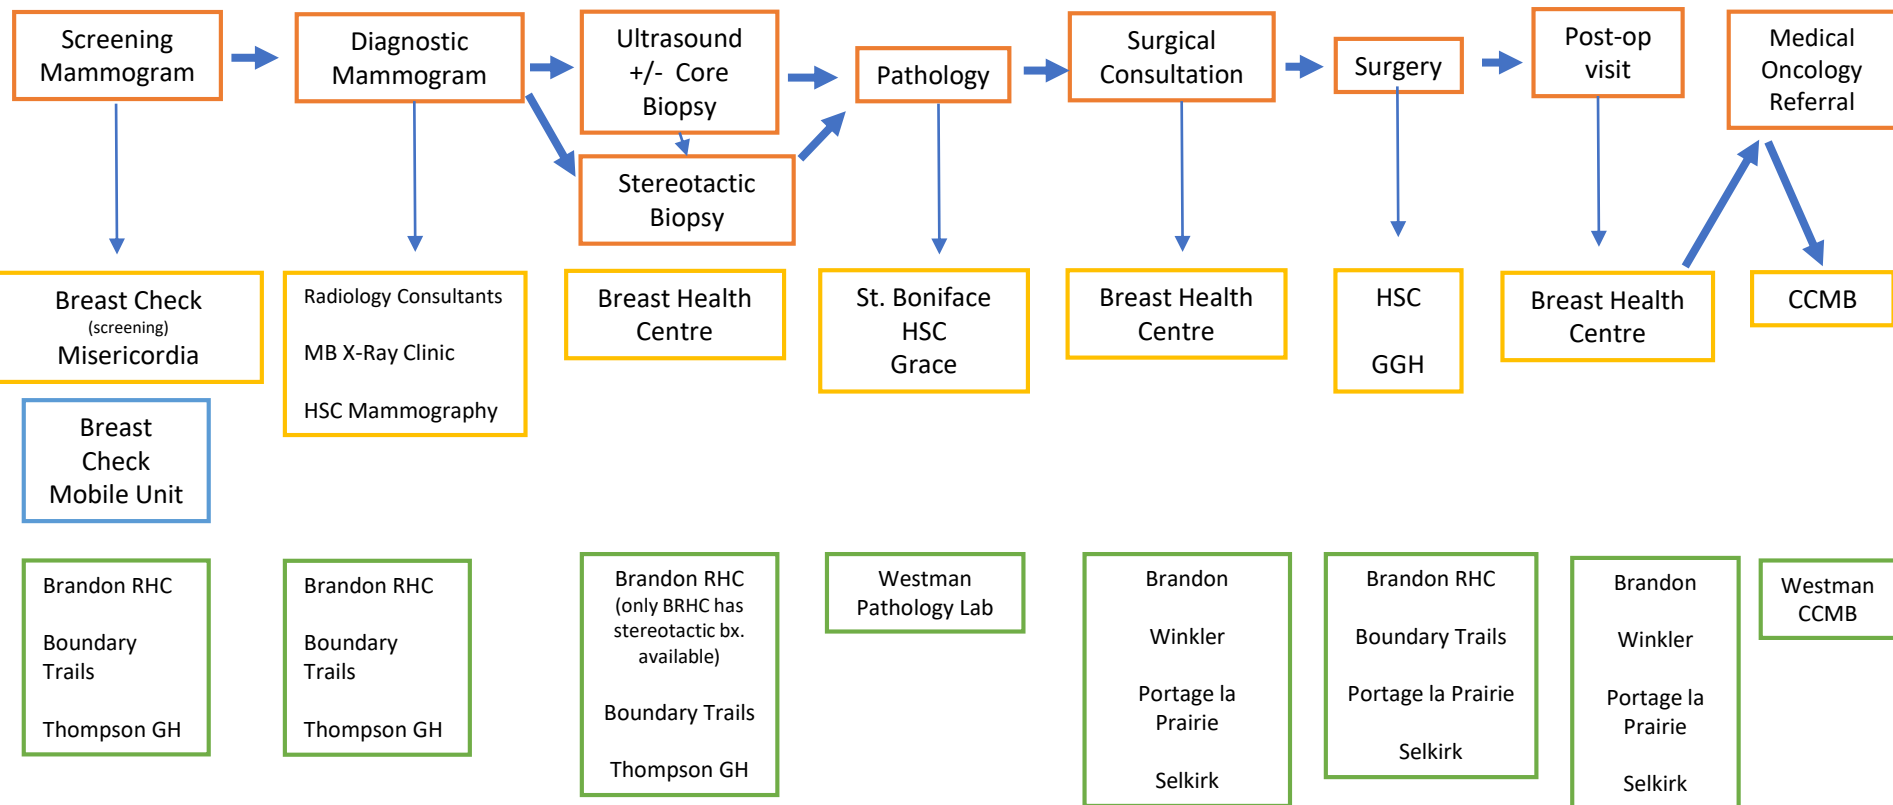 Screening
Mammogram
Diagnostic
Mammogram
Ultrasound
+/- Core
Biopsy
Stereotactic
Biopsy
Pathology
Surgical
Consultation
Surgery
Post-op
visit
Medical
Oncology
Referral
Breast Check
(screening)
Misericordia
Radiology Consultants
MB X-Ray Clinic
HSC Mammography
Breast Health
Centre
St. Boniface
HSC
Grace
Breast Health
Centre
HSC
GGH
Breast Health
Centre
CCMB
Breast
Check
Mobile Unit
Brandon RHC
Boundary
Trails
Thompson GH
Brandon RHC
Boundary
Trails
Thompson GH
Brandon RHC
(only BRHC has
stereotactic bx.
available)
Boundary Trails
Thompson GH
Westman
Pathology Lab
Brandon
Winkler
Portage la
Prairie
Selkirk
Brandon RHC
Boundary Trails
Portage la Prairie
Selkirk
Brandon
Winkler
Portage la
Prairie
Selkirk
Westman
CCMB